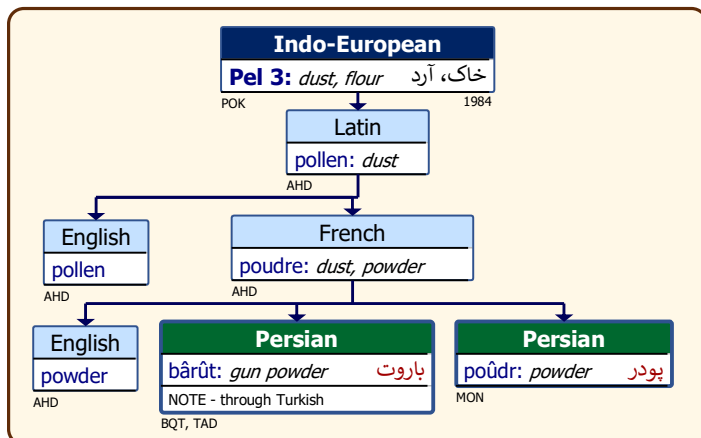 Indo-European
Pel 3: dust, flour خاک، آرد
POK 1984
Latin
pollen: dust
AHD
English
pollen
AHD
French
poudre: dust, powder
AHD
English
powder
AHD
Persian
bârût: gun powder باروت
NOTE - through Turkish
BQT, TAD
Persian
poûdr: powder پودر
MON